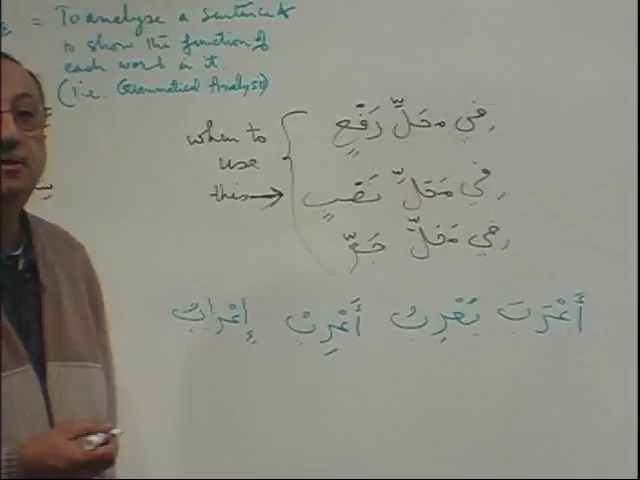 = To analyse a sentence &
to show the function of
each word in it.
(i.e. Grammatical Analysis)
when to
use
this →
فِي مَحَلِّ رَفْعٍ
فِي مَحَلِّ نَصْبٍ
فِي مَحَلِّ جَرٍّ
أَعْرَبَ يُعْرِبُ أَعْرِبْ إِعْرَابٌ